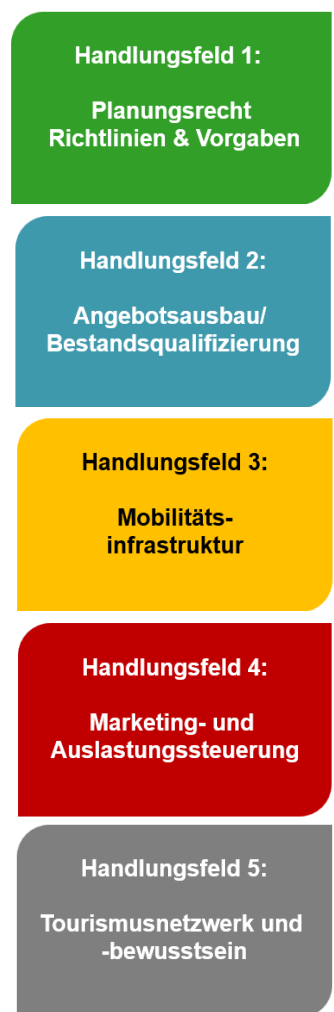 Handlungsfeld 1:
Planungsrecht
Richtlinien & Vorgaben
Handlungsfeld 2:
Angebotsausbau/
Bestandsqualifizierung
Handlungsfeld 3:
Mobilitäts-
infrastruktur
Handlungsfeld 4:
Marketing- und
Auslastungssteuerung
Handlungsfeld 5:
Tourismusnetzwerk und
-bewusstsein